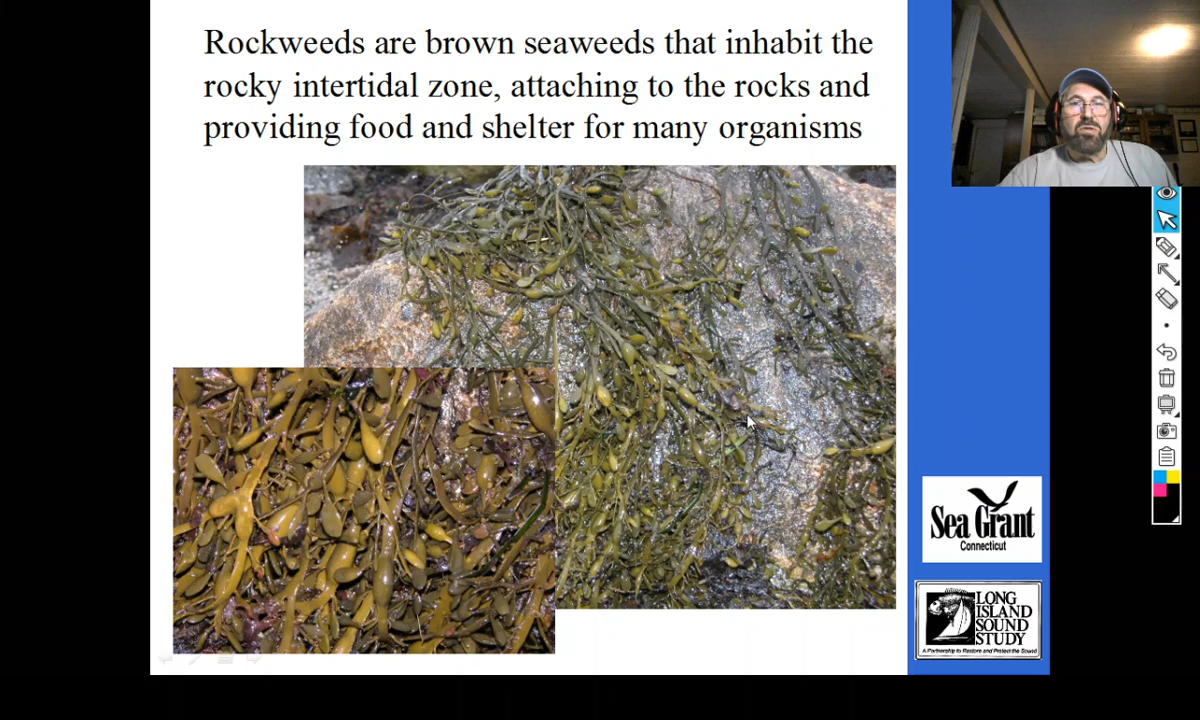 Rockweeds are brown seaweeds that inhabit the
rocky intertidal zone, attaching to the rocks and
providing food and shelter for many organisms
Sea Grant
Connecticut
LONG
ISLAND
SOUND
STUDY
A Partnership to Restore and Protect the Sound